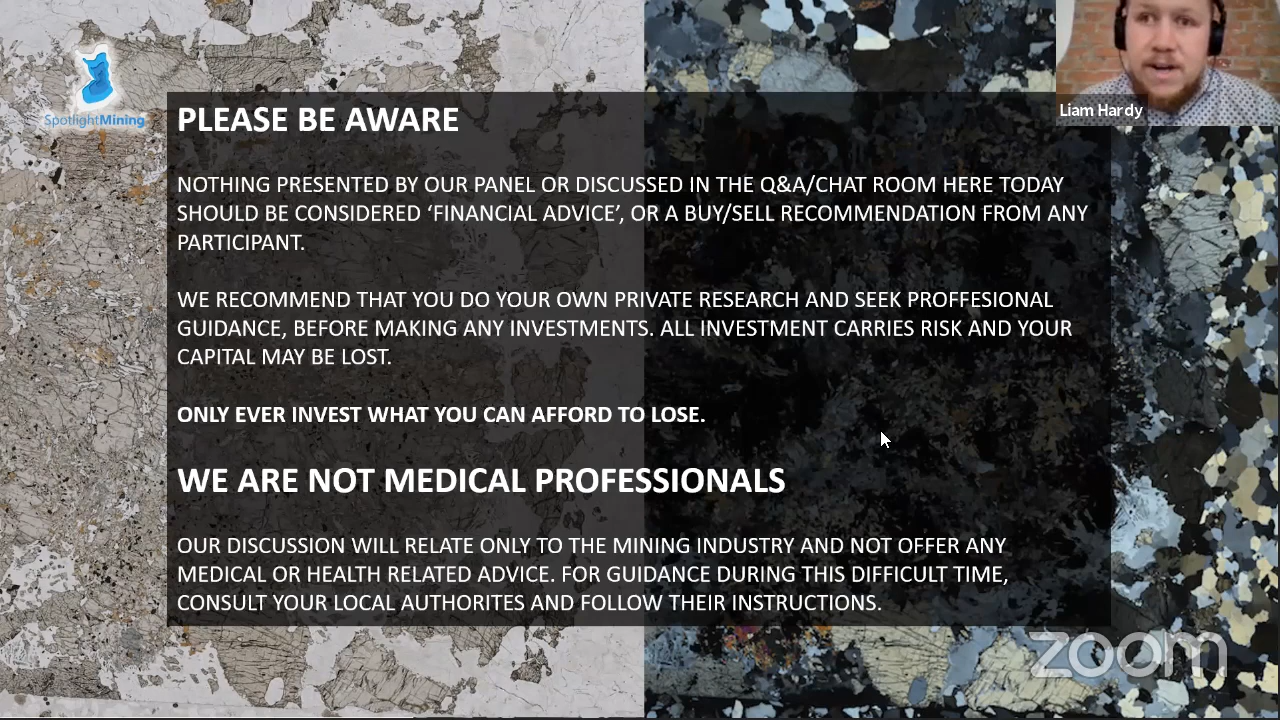 SpotlightMining
Liam Hardy
PLEASE BE AWARE
NOTHING PRESENTED BY OUR PANEL OR DISCUSSED IN THE Q&A/CHAT ROOM HERE TODAY
SHOULD BE CONSIDERED ‘FINANCIAL ADVICE’, OR A BUY/SELL RECOMMENDATION FROM ANY
PARTICIPANT.
WE RECOMMEND THAT YOU DO YOUR OWN PRIVATE RESEARCH AND SEEK PROFFESIONAL
GUIDANCE, BEFORE MAKING ANY INVESTMENTS. ALL INVESTMENT CARRIES RISK AND YOUR
CAPITAL MAY BE LOST.
ONLY EVER INVEST WHAT YOU CAN AFFORD TO LOSE.
WE ARE NOT MEDICAL PROFESSIONALS
OUR DISCUSSION WILL RELATE ONLY TO THE MINING INDUSTRY AND NOT OFFER ANY
MEDICAL OR HEALTH RELATED ADVICE. FOR GUIDANCE DURING THIS DIFFICULT TIME,
CONSULT YOUR LOCAL AUTHORITES AND FOLLOW THEIR INSTRUCTIONS.
zoom